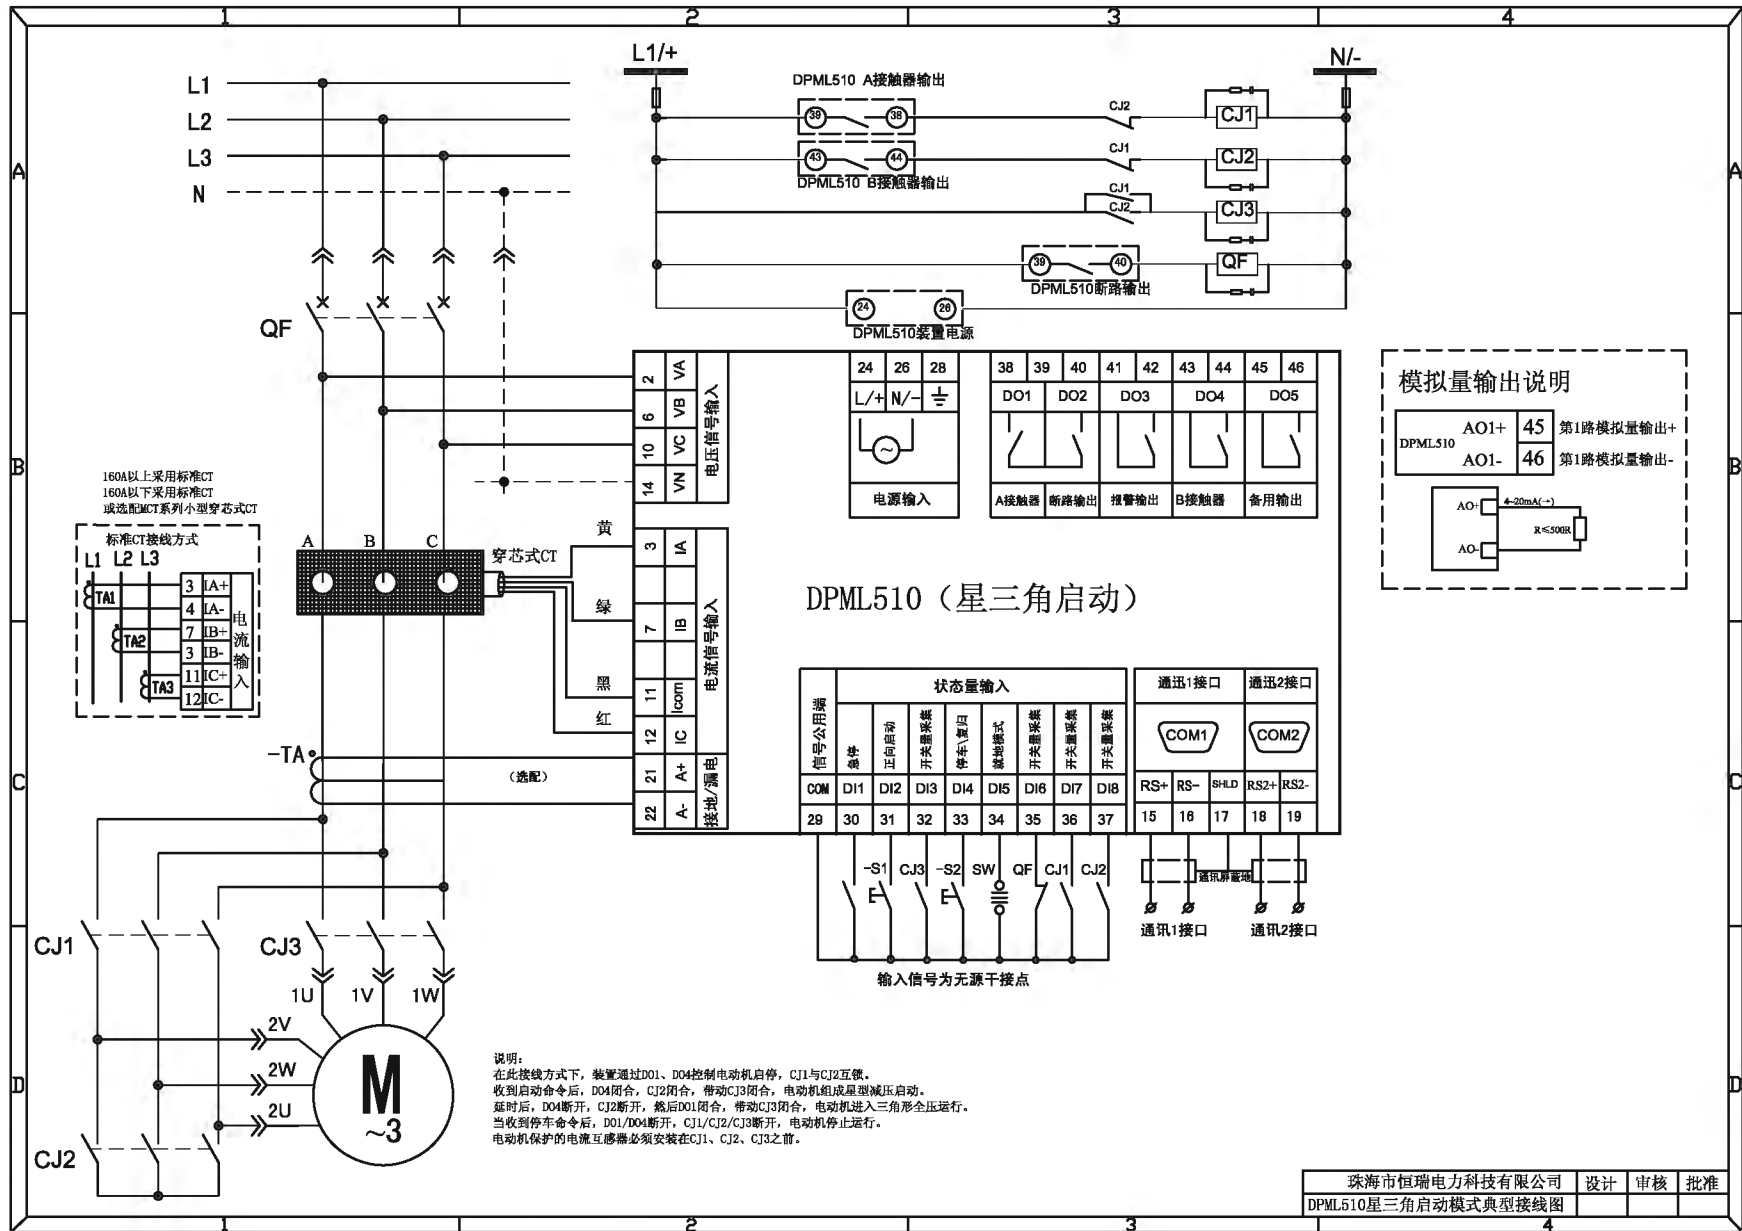 1 2 3 4
A
B
C
D
L1
L2
L3
N
L1/+
N/-
DPML510 A接触器输出
39 38
CJ2
CJ1
43 44
CJ1
CJ2
DPML510 B接触器输出
CJ1
CJ2
CJ3
39 40
QF
DPML510断路输出
24 26
DPML510装置电源
QF
2 VA
6 VB
10 VC
14 VN
电压信号输入
24 26 28
L/+ N/-
电源输入
38 39 40 41 42 43 44 45 46
DO1 DO2 DO3 DO4 DO5
A接触器 断路输出 报警输出 B接触器 备用输出
模拟量输出说明
DPML510
AO1+ 45 第1路模拟量输出+
AO1- 46 第1路模拟量输出-
AO+
4-20mA(→)
R≤500R
AO-
160A以上采用标准CT
160A以下采用标准CT
或选配MCT系列小型穿芯式CT
标准CT接线方式
L1 L2 L3
TA1
TA2
TA3
3 IA+
4 IA-
7 IB+
3 IB-
11 IC+
12 IC-
电流输入
A B C
穿芯式CT
黄
绿
黑
红
3 IA
7 IB
11 Icom
12 IC
电流信号输入
-TA
(选配)
21 A+
22 A-
接地/漏电
DPML510（星三角启动）
信号公用端
状态量输入
急停
正向启动
开关量采集
停车\复归
就地模式
开关量采集
开关量采集
开关量采集
COM DI1 DI2 DI3 DI4 DI5 DI6 DI7 DI8
29 30 31 32 33 34 35 36 37
通迅1接口 通迅2接口
COM1 COM2
RS+ RS- SHLD RS2+ RS2-
15 16 17 18 19
-S1 CJ3 -S2 SW QF CJ1 CJ2
通讯屏蔽地
通讯1接口 通讯2接口
输入信号为无源干接点
CJ1
CJ3
1U 1V 1W
2V
2W
2U
M
~3
CJ2
说明:
在此接线方式下，装置通过DO1、DO4控制电动机启停，CJ1与CJ2互锁。
收到启动命令后，DO4闭合，CJ2闭合，带动CJ3闭合，电动机组成星型减压启动。
延时后，DO4断开，CJ2断开，然后DO1闭合，带动CJ3闭合，电动机进入三角形全压运行。
当收到停车命令后，DO1/DO4断开，CJ1/CJ2/CJ3断开，电动机停止运行。
电动机保护的电流互感器必须安装在CJ1、CJ2、CJ3之前。
珠海市恒瑞电力科技有限公司 设计 审核 批准
DPML510星三角启动模式典型接线图
A
B
C
D
1 2 3 4